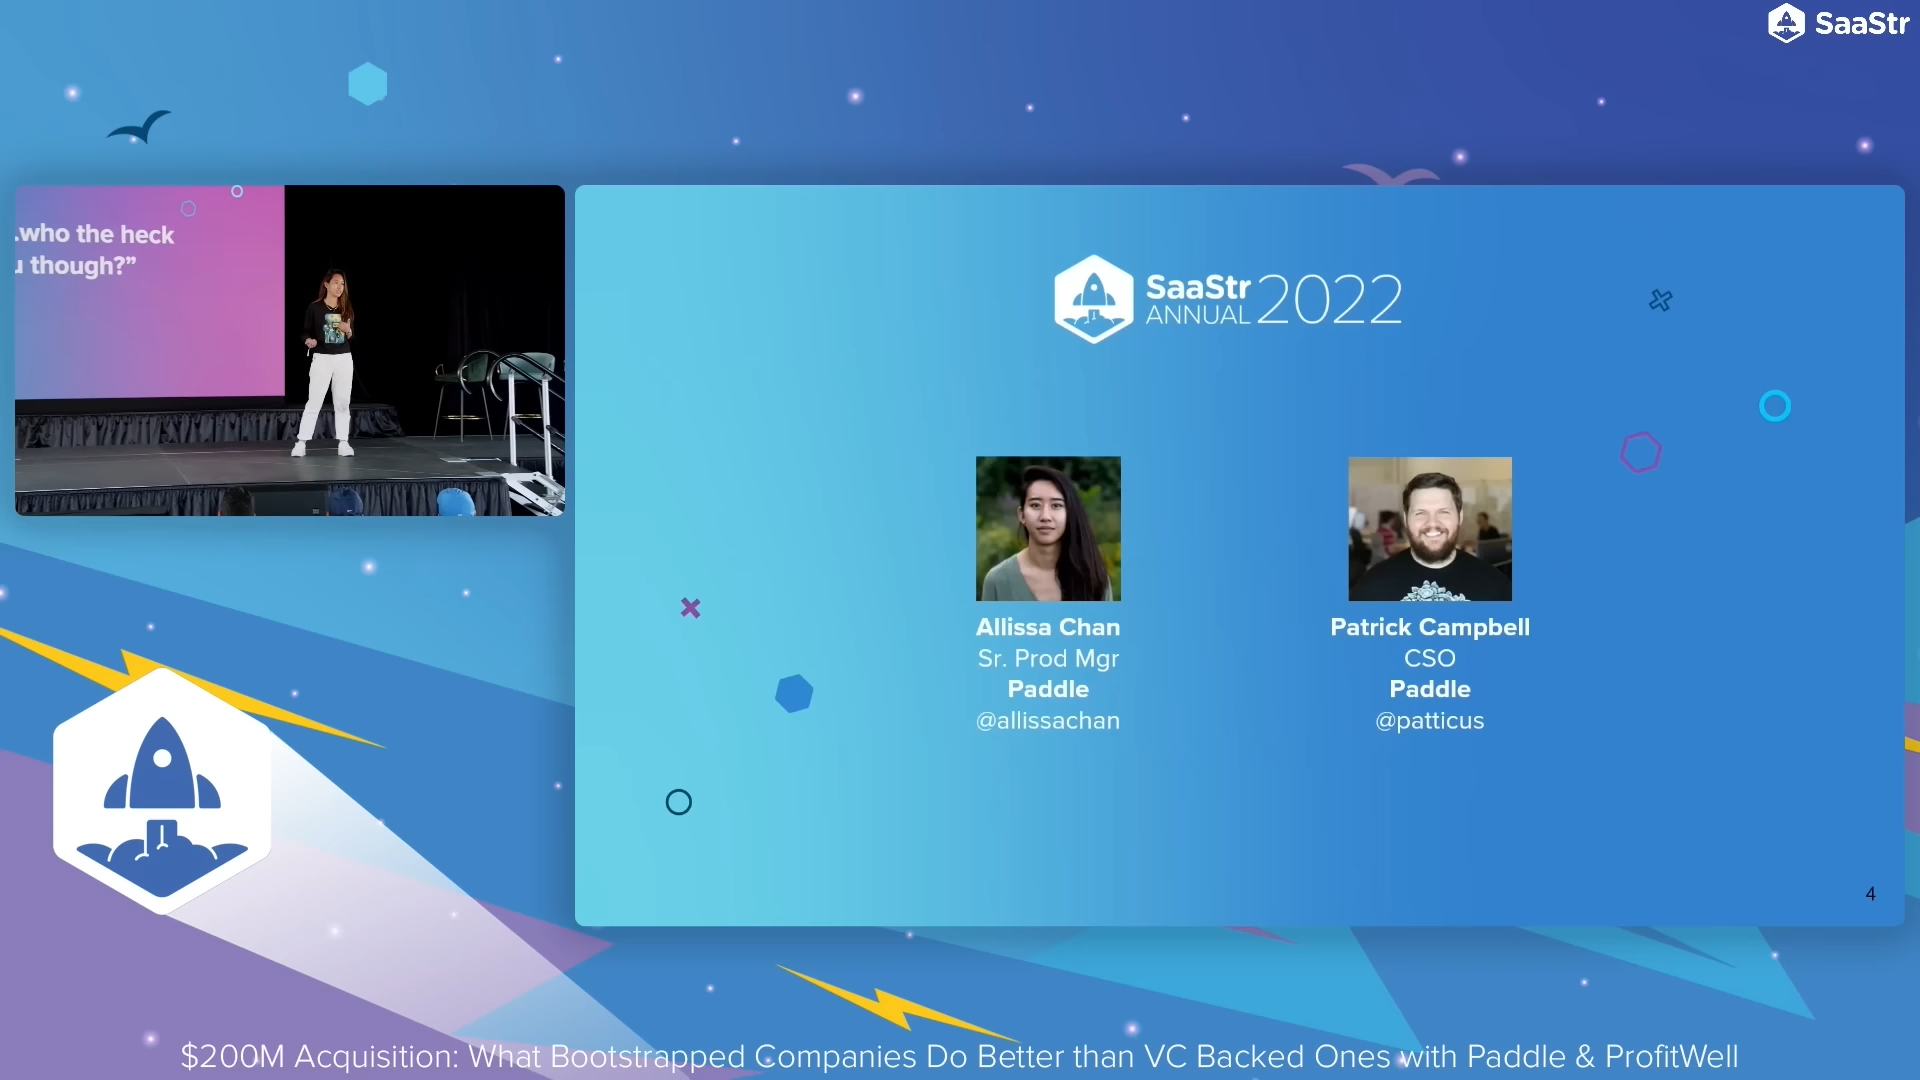 SaaStr
.who the heck
u though?”
SaaStr
ANNUAL 2022
Allissa Chan
Sr. Prod Mgr
Paddle
@allissachan
Patrick Campbell
CSO
Paddle
@patticus
4
$200M Acquisition: What Bootstrapped Companies Do Better than VC Backed Ones with Paddle & ProfitWell